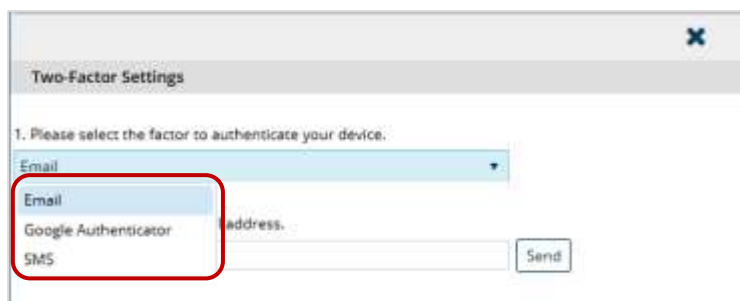 Two-Factor Settings
1. Please select the factor to authenticate your device.
Email
Email
Google Authenticator
address.
SMS
Send